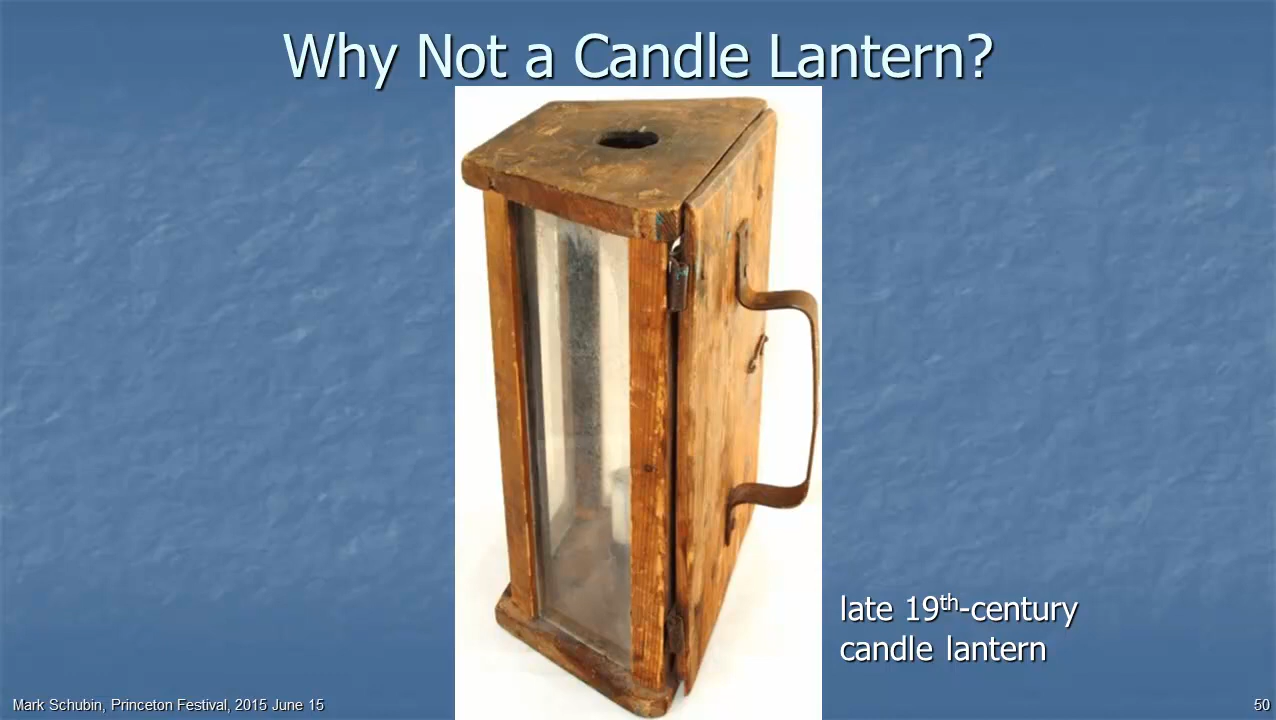 Why Not a Candle Lantern?
late 19th-century
candle lantern
Mark Schubin, Princeton Festival, 2015 June 15
50